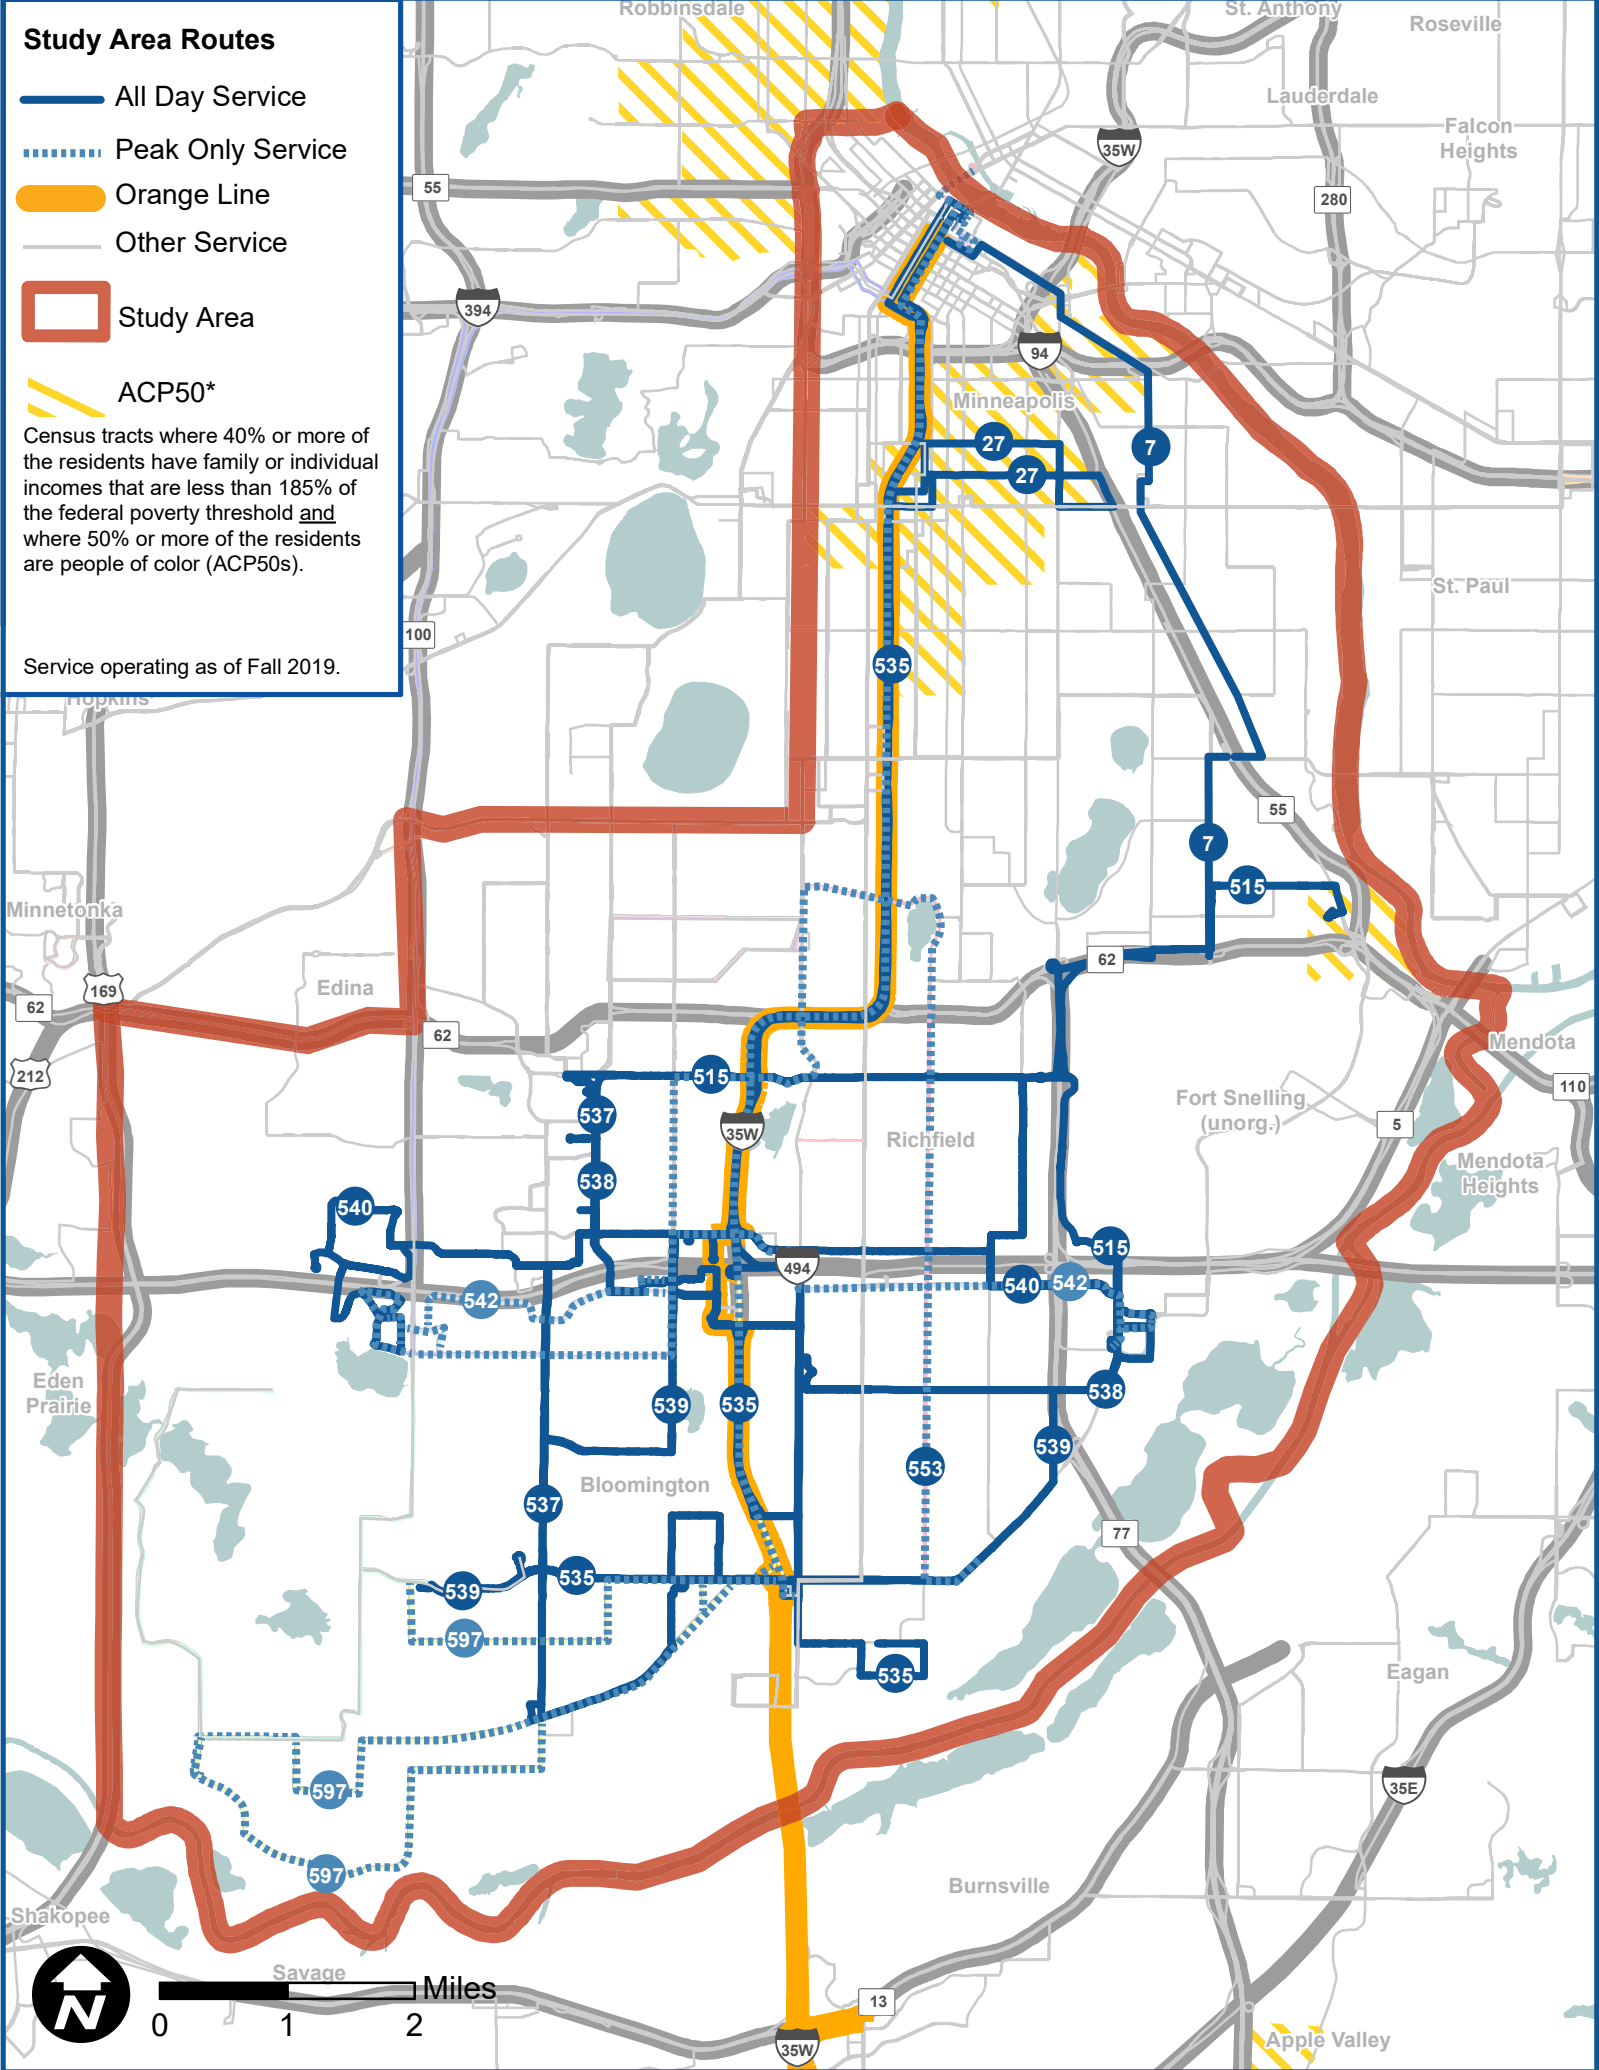 Study Area Routes
All Day Service
Peak Only Service
Orange Line
Other Service
Study Area
ACP50*
Census tracts where 40% or more of
the residents have family or individual
incomes that are less than 185% of
the federal poverty threshold and
where 50% or more of the residents
are people of color (ACP50s).
Service operating as of Fall 2019.
Robbinsdale
St. Anthony
Roseville
Lauderdale
Falcon
Heights
35W
55
280
394
94
Minneapolis
27
7
27
St. Paul
100
535
Hopkins
55
7
515
Minnetonka
62
Edina
169
62
62
212
Mendota
110
515
537
35W
Richfield
Fort Snelling
(unorg.)
5
Mendota
Heights
538
540
515
494
540
542
542
Eden
Prairie
538
539
535
539
553
Bloomington
537
77
535
539
597
535
Eagan
597
35E
597
Burnsville
Shakopee
Savage
N
Miles
0
1
2
13
35W
Apple Valley